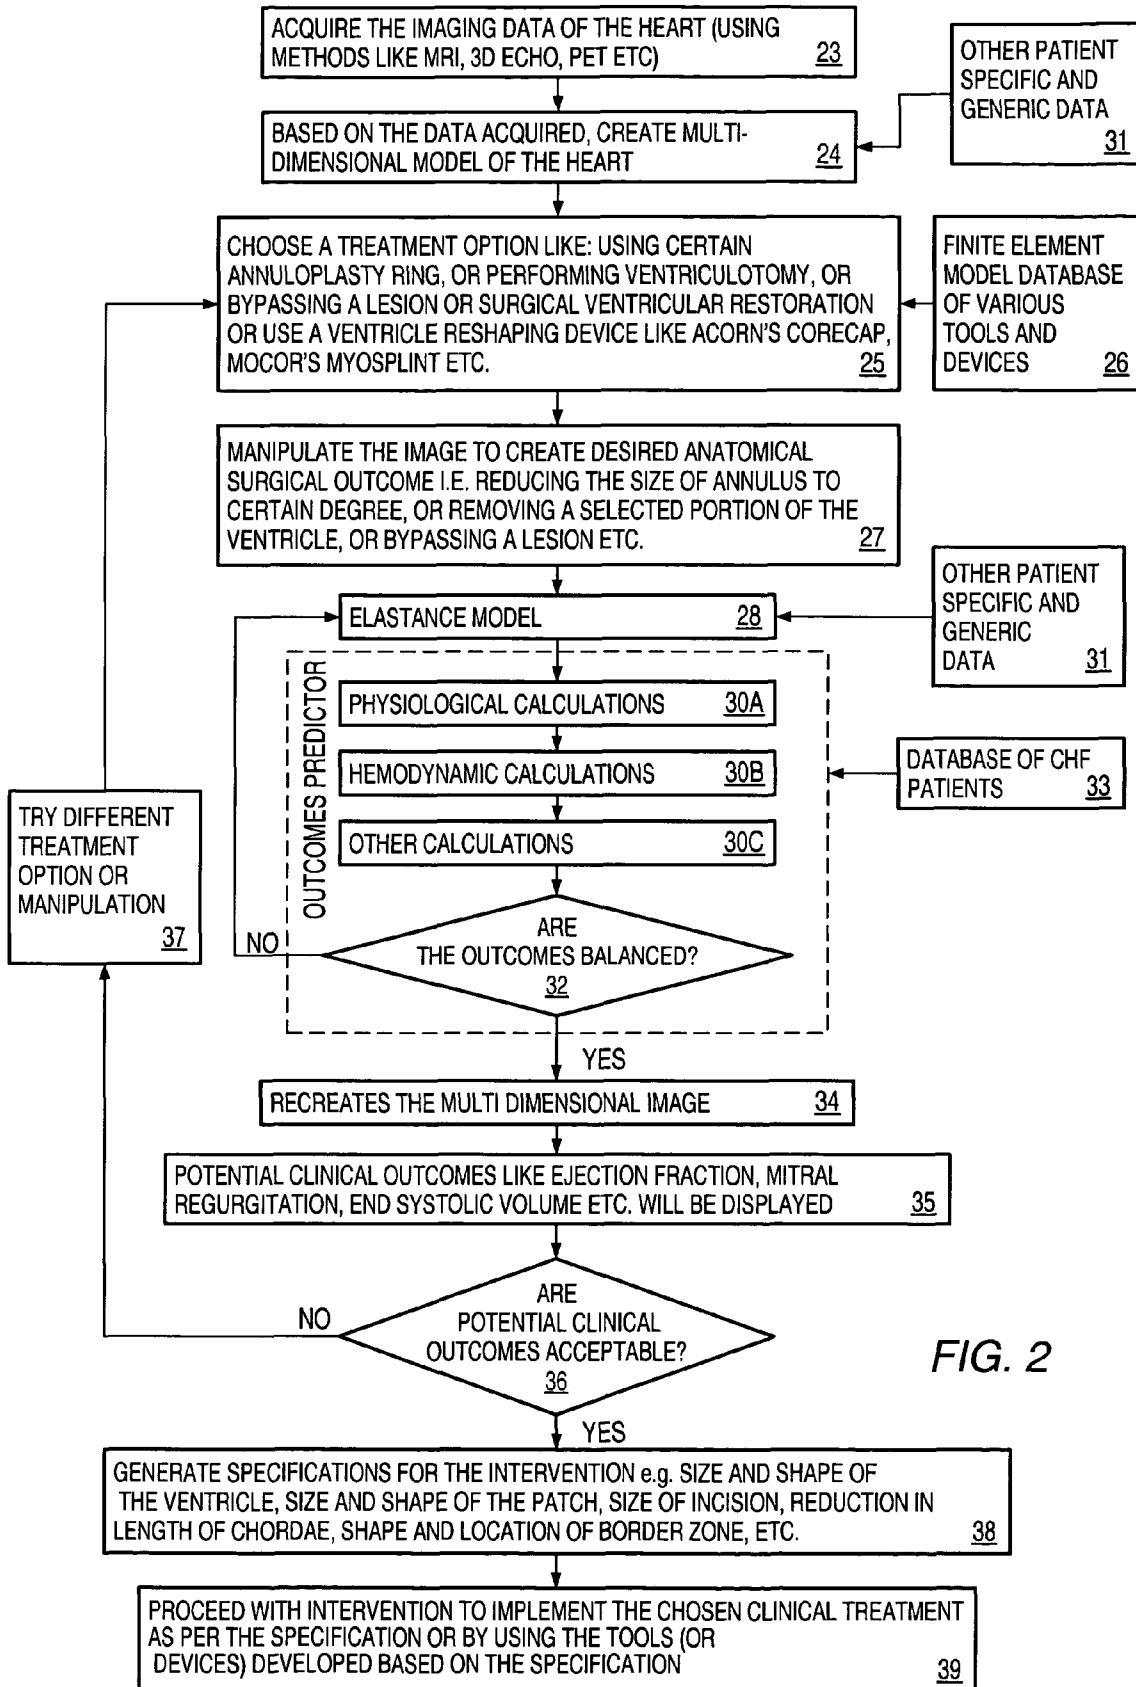 ACQUIRE THE IMAGING DATA OF THE HEART (USING
METHODS LIKE MRI, 3D ECHO, PET ETC) 23
OTHER PATIENT
SPECIFIC AND
GENERIC DATA
31
BASED ON THE DATA ACQUIRED, CREATE MULTI-
DIMENSIONAL MODEL OF THE HEART 24
CHOOSE A TREATMENT OPTION LIKE: USING CERTAIN
ANNULOPLASTY RING, OR PERFORMING VENTRICULOTOMY, OR
BYPASSING A LESION OR SURGICAL VENTRICULAR RESTORATION
OR USE A VENTRICLE RESHAPING DEVICE LIKE ACORN'S CORECAP,
MOCOR'S MYOSPLINT ETC. 25
FINITE ELEMENT
MODEL DATABASE
OF VARIOUS
TOOLS AND
DEVICES 26
MANIPULATE THE IMAGE TO CREATE DESIRED ANATOMICAL
SURGICAL OUTCOME I.E. REDUCING THE SIZE OF ANNULUS TO
CERTAIN DEGREE, OR REMOVING A SELECTED PORTION OF THE
VENTRICLE, OR BYPASSING A LESION ETC. 27
ELASTANCE MODEL 28
OTHER PATIENT
SPECIFIC AND
GENERIC
DATA 31
OUTCOMES PREDICTOR
PHYSIOLOGICAL CALCULATIONS 30A
HEMODYNAMIC CALCULATIONS 30B
OTHER CALCULATIONS 30C
DATABASE OF CHF
PATIENTS 33
TRY DIFFERENT
TREATMENT
OPTION OR
MANIPULATION
37
ARE
THE OUTCOMES BALANCED?
32
NO
YES
RECREATES THE MULTI DIMENSIONAL IMAGE 34
POTENTIAL CLINICAL OUTCOMES LIKE EJECTION FRACTION, MITRAL
REGURGITATION, END SYSTOLIC VOLUME ETC. WILL BE DISPLAYED 35
ARE
POTENTIAL CLINICAL
OUTCOMES ACCEPTABLE?
36
NO
YES
FIG. 2
GENERATE SPECIFICATIONS FOR THE INTERVENTION e.g. SIZE AND SHAPE OF
THE VENTRICLE, SIZE AND SHAPE OF THE PATCH, SIZE OF INCISION, REDUCTION IN
LENGTH OF CHORDAE, SHAPE AND LOCATION OF BORDER ZONE, ETC. 38
PROCEED WITH INTERVENTION TO IMPLEMENT THE CHOSEN CLINICAL TREATMENT
AS PER THE SPECIFICATION OR BY USING THE TOOLS (OR
DEVICES) DEVELOPED BASED ON THE SPECIFICATION 39